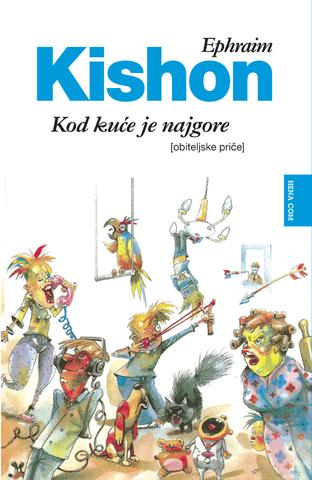 Ephraim
Kishon
Kod kuće je najgore
[obiteljske priče]
HENA COM